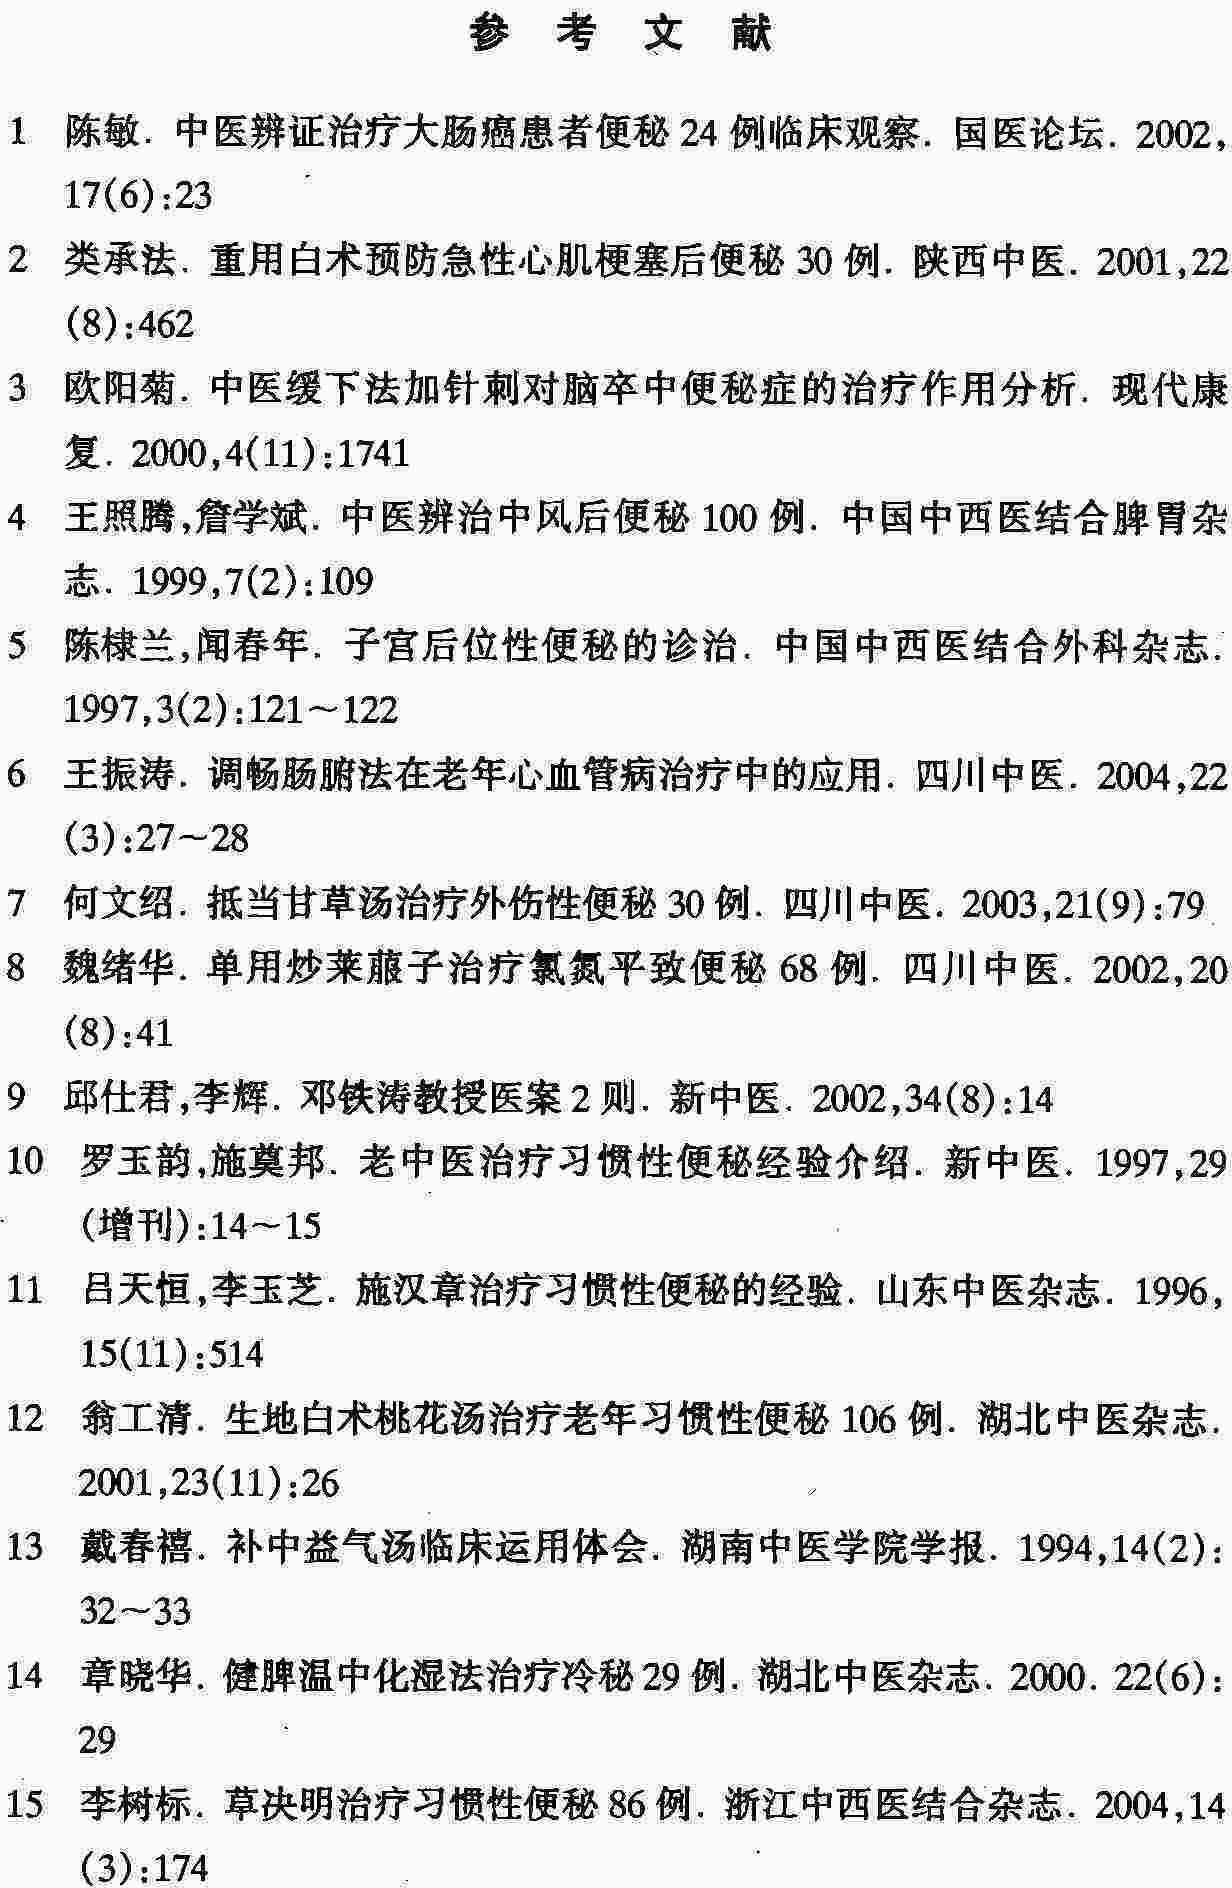 参 考 文 献
1 陈敏. 中医辨证治疗大肠癌患者便秘 24 例临床观察. 国医论坛. 2002,
17(6):23
2 类承法. 重用白术预防急性心肌梗塞后便秘 30 例. 陕西中医. 2001,22
(8):462
3 欧阳菊. 中医缓下法加针刺对脑卒中便秘症的治疗作用分析. 现代康
复. 2000,4(11):1741
4 王照腾,詹学斌. 中医辨治中风后便秘 100 例. 中国中西医结合脾胃杂
志. 1999,7(2):109
5 陈棣兰,闻春年. 子宫后位性便秘的诊治. 中国中西医结合外科杂志.
1997,3(2):121～122
6 王振涛. 调畅肠腑法在老年心血管病治疗中的应用. 四川中医. 2004,22
(3):27～28
7 何文绍. 抵当甘草汤治疗外伤性便秘 30 例. 四川中医. 2003,21(9):79
8 魏绪华. 单用炒莱菔子治疗氯氮平致便秘 68 例. 四川中医. 2002,20
(8):41
9 邱仕君,李辉. 邓铁涛教授医案 2 则. 新中医. 2002,34(8):14
10 罗玉韵,施奠邦. 老中医治疗习惯性便秘经验介绍. 新中医. 1997,29
(增刊):14～15
11 吕天恒,李玉芝. 施汉章治疗习惯性便秘的经验. 山东中医杂志. 1996,
15(11):514
12 翁工清. 生地白术桃花汤治疗老年习惯性便秘 106 例. 湖北中医杂志.
2001,23(11):26
13 戴春禧. 补中益气汤临床运用体会. 湖南中医学院学报. 1994,14(2):
32～33
14 章晓华. 健脾温中化湿法治疗冷秘 29 例. 湖北中医杂志. 2000. 22(6):
29
15 李树标. 草决明治疗习惯性便秘 86 例. 浙江中西医结合杂志. 2004,14
(3):174